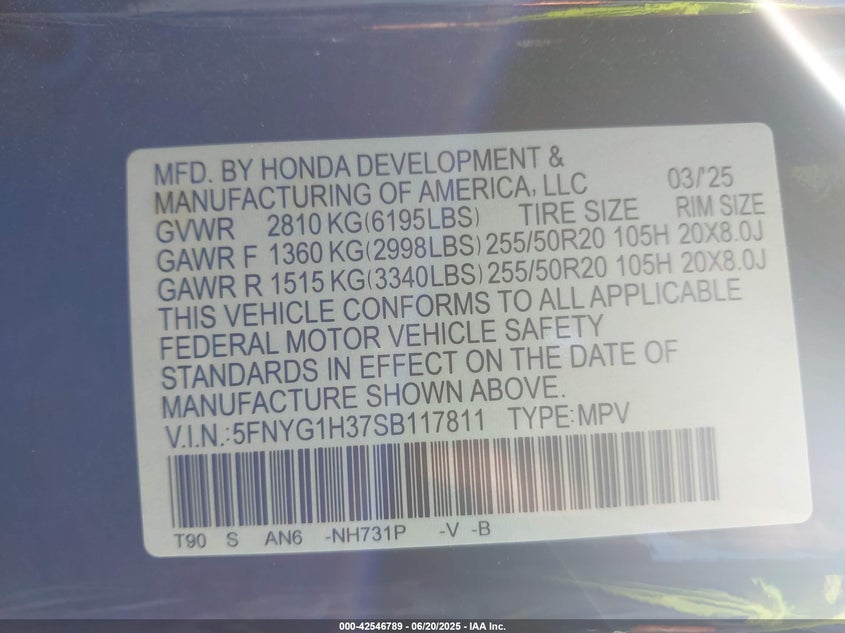 MFD. BY HONDA DEVELOPMENT &
MANUFACTURING OF AMERICA, LLC 03/'25
GVWR 2810 KG(6195LBS) TIRE SIZE RIM SIZE
GAWR F 1360 KG(2998LBS) 255/50R20 105H 20X8.0J
GAWR R 1515 KG(3340LBS) 255/50R20 105H 20X8.0J
THIS VEHICLE CONFORMS TO ALL APPLICABLE
FEDERAL MOTOR VEHICLE SAFETY
STANDARDS IN EFFECT ON THE DATE OF
MANUFACTURE SHOWN ABOVE.
V.I.N.:5FNYG1H37SB117811 TYPE:MPV
T90 S AN6 -NH731P -V -B
000-42546789 - 06/20/2025 - IAA Inc.